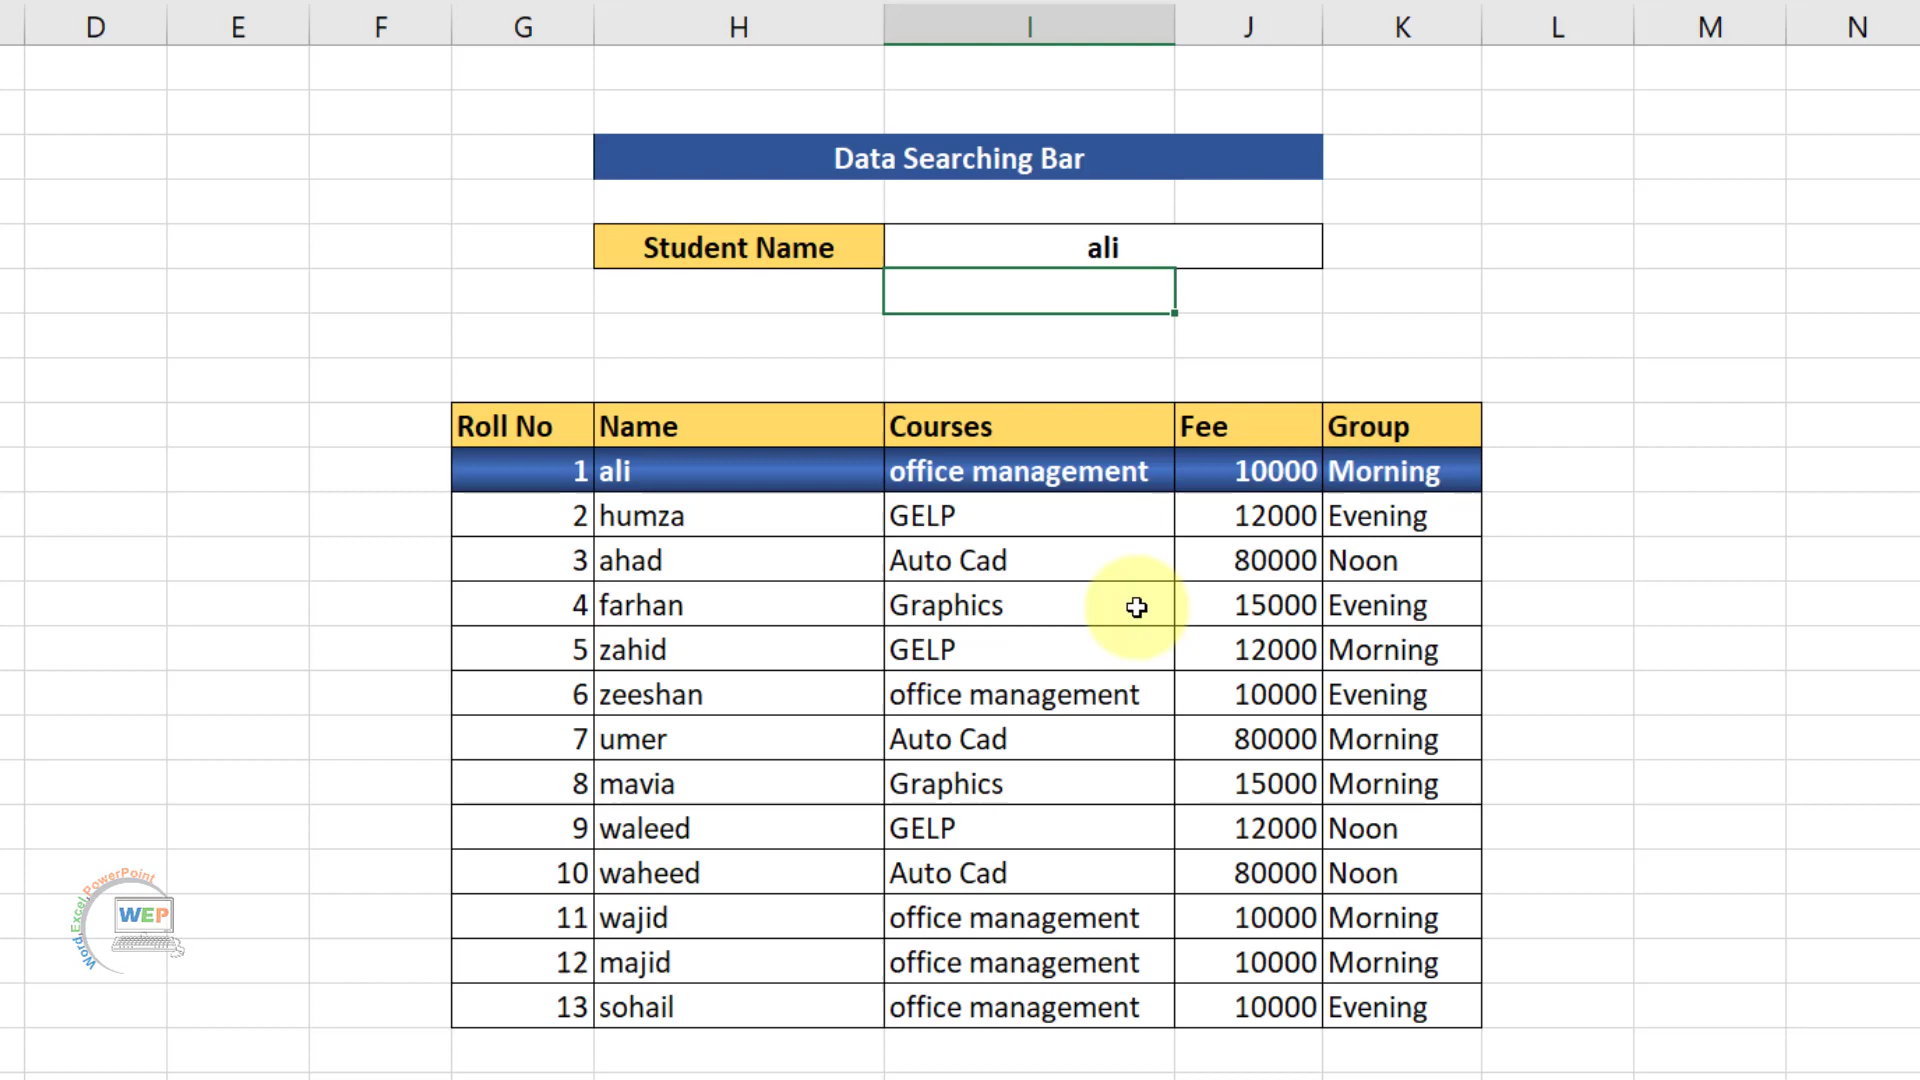 D E F G H I J K L M N
Data Searching Bar
Student Name ali
Roll No Name Courses Fee Group
1 ali office management 10000 Morning
2 humza GELP 12000 Evening
3 ahad Auto Cad 80000 Noon
4 farhan Graphics 15000 Evening
5 zahid GELP 12000 Morning
6 zeeshan office management 10000 Evening
7 umer Auto Cad 80000 Morning
8 mavia Graphics 15000 Morning
9 waleed GELP 12000 Noon
10 waheed Auto Cad 80000 Noon
11 wajid office management 10000 Morning
12 majid office management 10000 Morning
13 sohail office management 10000 Evening
Word,Excel,PowerPoint
WEP